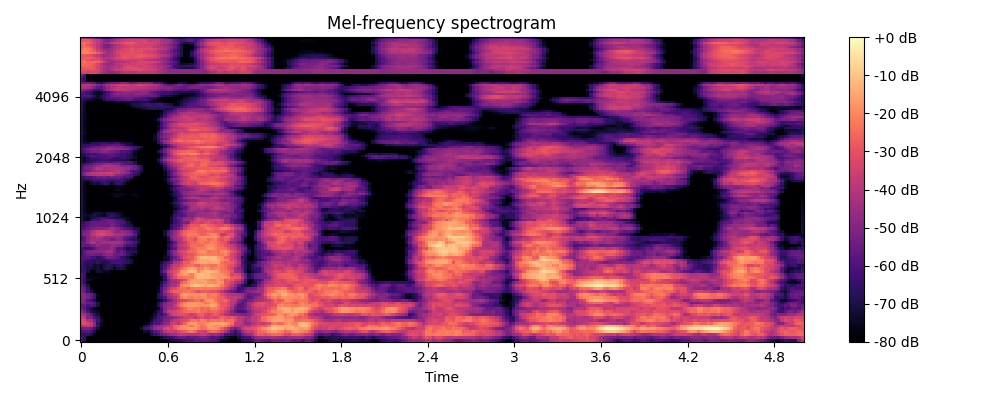 Mel-frequency spectrogram
Hz
4096
2048
1024
512
0
0 0.6 1.2 1.8 2.4 3 3.6 4.2 4.8
Time
+0 dB
-10 dB
-20 dB
-30 dB
-40 dB
-50 dB
-60 dB
-70 dB
-80 dB